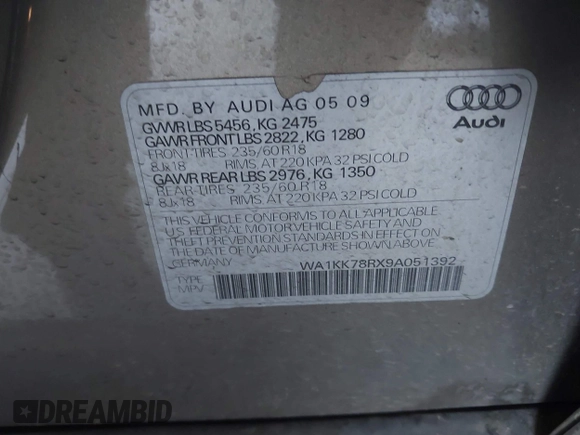 MFD. BY AUDI AG 05 09
GVWR LBS 5456, KG 2475
GAWR FRONT LBS 2822, KG 1280
FRONT-TIRES 235/60 R18
8Jx18 RIMS AT 220 KPA 32 PSI COLD
GAWR REAR LBS 2976, KG 1350
REAR-TIRES 235/60 R18
8Jx18 RIMS AT 220 KPA 32 PSI COLD
THIS VEHICLE CONFORMS TO ALL APPLICABLE
U.S. FEDERAL MOTOR VEHICLE SAFETY AND
THEFT PREVENTION STANDARDS IN EFFECT ON
THE DATE OF MANUFACTURE SHOWN ABOVE.
GERMANY WA1KK78RX9A051392
TYPE:
MPV
Audi
DREAMBID